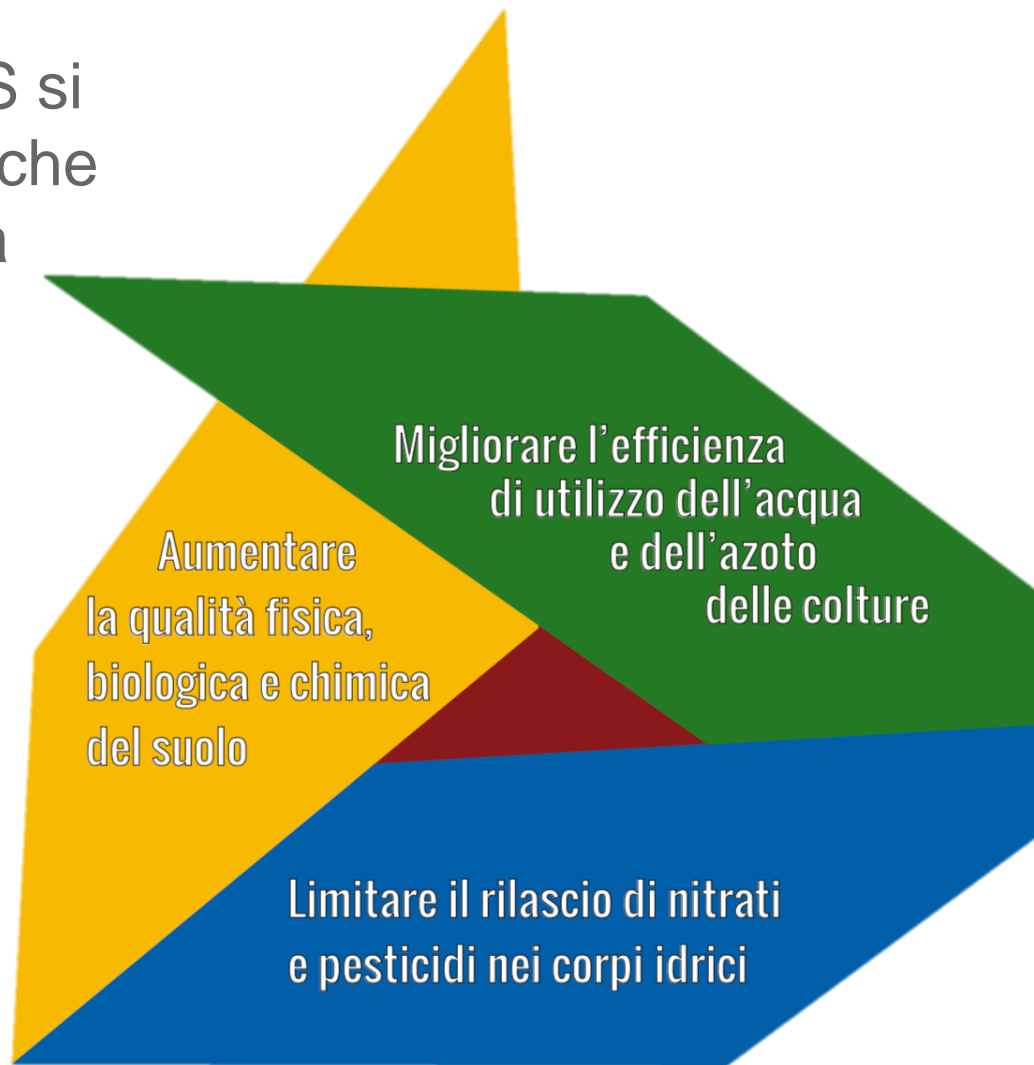 S si
che
a
Migliorare l’efficienza
di utilizzo dell’acqua
e dell’azoto
delle colture
Aumentare
la qualità fisica,
biologica e chimica
del suolo
Limitare il rilascio di nitrati
e pesticidi nei corpi idrici